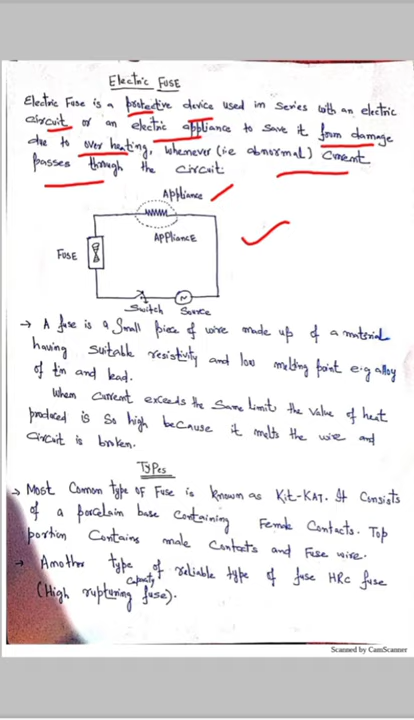 Electric FUSE
Electric Fuse is a protective device used in series with an electric
circuit or an electric appliance to save it form damage
due to over heating, whenever (i.e abnormal) Current
passes through the circuit
Appliance
APPliANCE
FUSE
Switch Source
→ A fuse is a Small piece of wire made up of a material
having suitable resistivity and low melting point e.g alloy
of tin and lead.
When Current exceeds the Same limit the value of heat
produced is so high because it melts the wire and
Circuit is broken.
TYPES
→ Most Comon type OF Fuse is known as Kit-KAT. It Consists
of a porcelain base Containing Female Contacts. Top
portion Contains male Contacts and Fuse wire.
→ Another type of reliable type of fuse HRC fuse
capacity
(High rupturing fuse).
Scanned by CamScanner